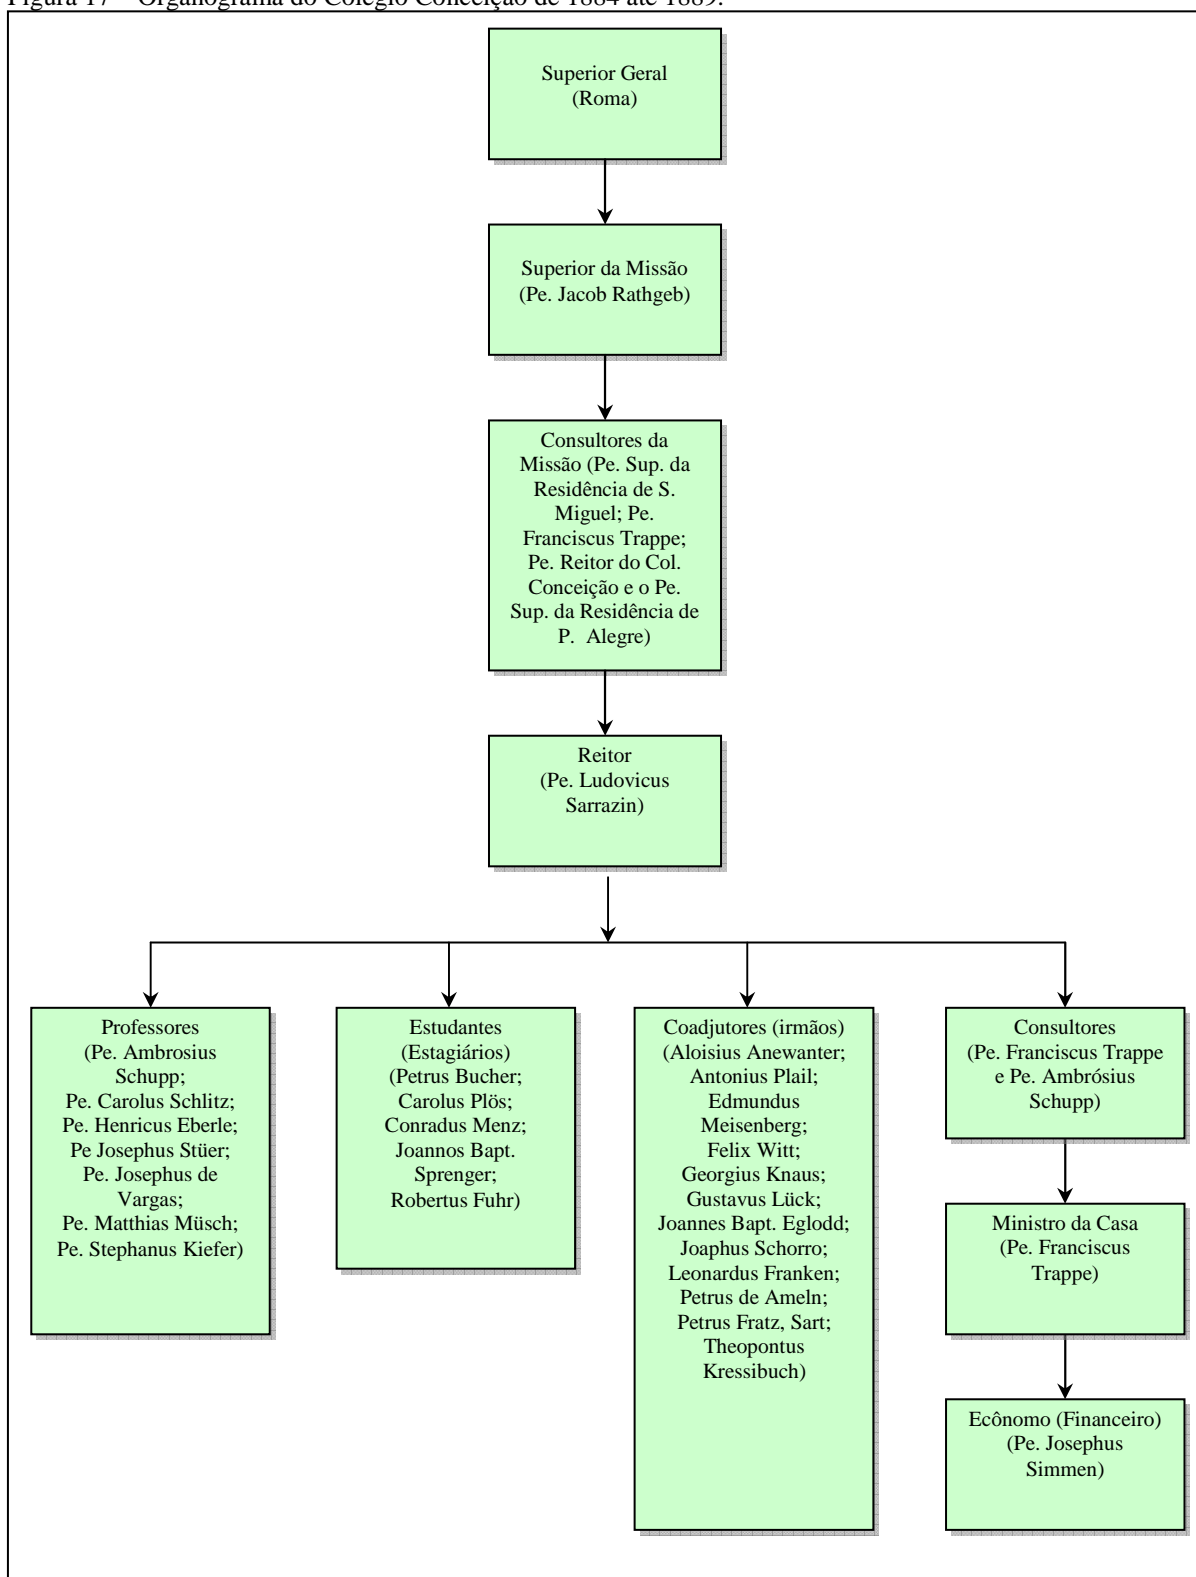 Figura 17 – Organograma do Colégio Conceição de 1884 até 1889.
Superior Geral
(Roma)
Superior da Missão
(Pe. Jacob Rathgeb)
Consultores da
Missão (Pe. Sup. da
Residência de S.
Miguel; Pe.
Franciscus Trappe;
Pe. Reitor do Col.
Conceição e o Pe.
Sup. da Residência de
P. Alegre)
Reitor
(Pe. Ludovicus
Sarrazin)
Professores
(Pe. Ambrosius
Schupp;
Pe. Carolus Schlitz;
Pe. Henricus Eberle;
Pe Josephus Stüer;
Pe. Josephus de
Vargas;
Pe. Matthias Müsch;
Pe. Stephanus Kiefer)
Estudantes
(Estagiários)
(Petrus Bucher;
Carolus Plös;
Conradus Menz;
Joannos Bapt.
Sprenger;
Robertus Fuhr)
Coadjutores (irmãos)
(Aloisius Anewanter;
Antonius Plail;
Edmundus
Meisenberg;
Felix Witt;
Georgius Knaus;
Gustavus Lück;
Joannes Bapt. Eglodd;
Joaphus Schorro;
Leonardus Franken;
Petrus de Ameln;
Petrus Fratz, Sart;
Theopontus
Kressibuch)
Consultores
(Pe. Franciscus Trappe
e Pe. Ambrósius
Schupp)
Ministro da Casa
(Pe. Franciscus
Trappe)
Ecônomo (Financeiro)
(Pe. Josephus
Simmen)